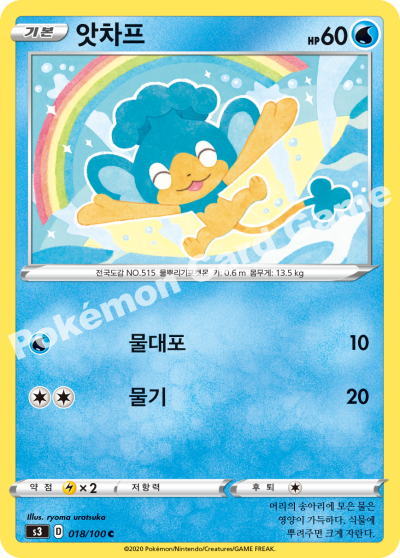 기본 앗차프 HP 60
Pokémon Card Game
전국도감 NO.515 물뿌리기포켓몬 키: 0.6 m 몸무게: 13.5 kg
물대포 10
물기 20
약점 ×2 저항력 후퇴
Illus. ryoma uratsuka
S3 D 018/100 C
머리의 송아리에 모은 물은
영양이 가득하다. 식물에
뿌려주면 크게 자란다.
©2020 Pokémon/Nintendo/Creatures/GAME FREAK.